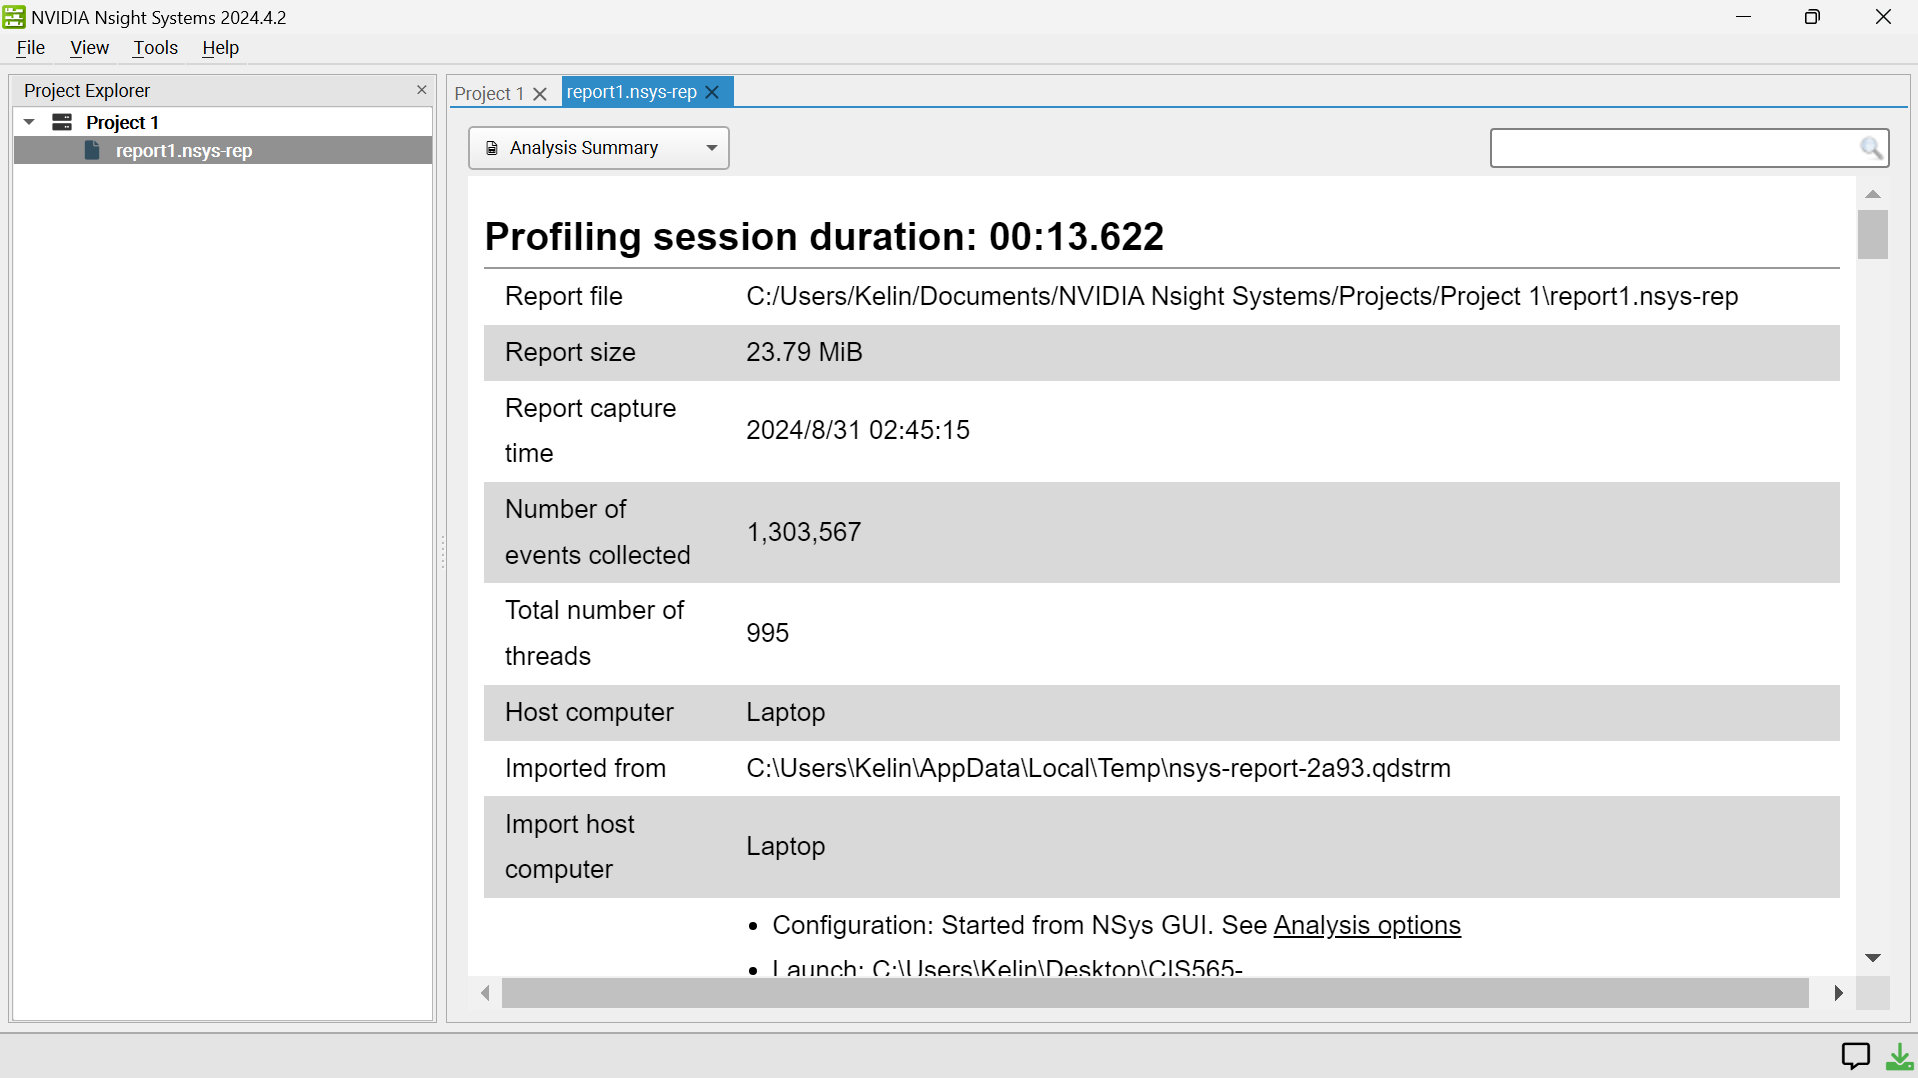 NVIDIA Nsight Systems 2024.4.2
File View Tools Help
Project Explorer
Project 1
report1.nsys-rep
Project 1 report1.nsys-rep
Analysis Summary
Profiling session duration: 00:13.622
Report file C:/Users/Kelin/Documents/NVIDIA Nsight Systems/Projects/Project 1\report1.nsys-rep
Report size 23.79 MiB
Report capture
time
2024/8/31 02:45:15
Number of
events collected
1,303,567
Total number of
threads
995
Host computer Laptop
Imported from C:\Users\Kelin\AppData\Local\Temp\nsys-report-2a93.qdstrm
Import host
computer
Laptop
• Configuration: Started from NSys GUI. See Analysis options
• Launch: C:\Users\Kelin\Desktop\CIS565-